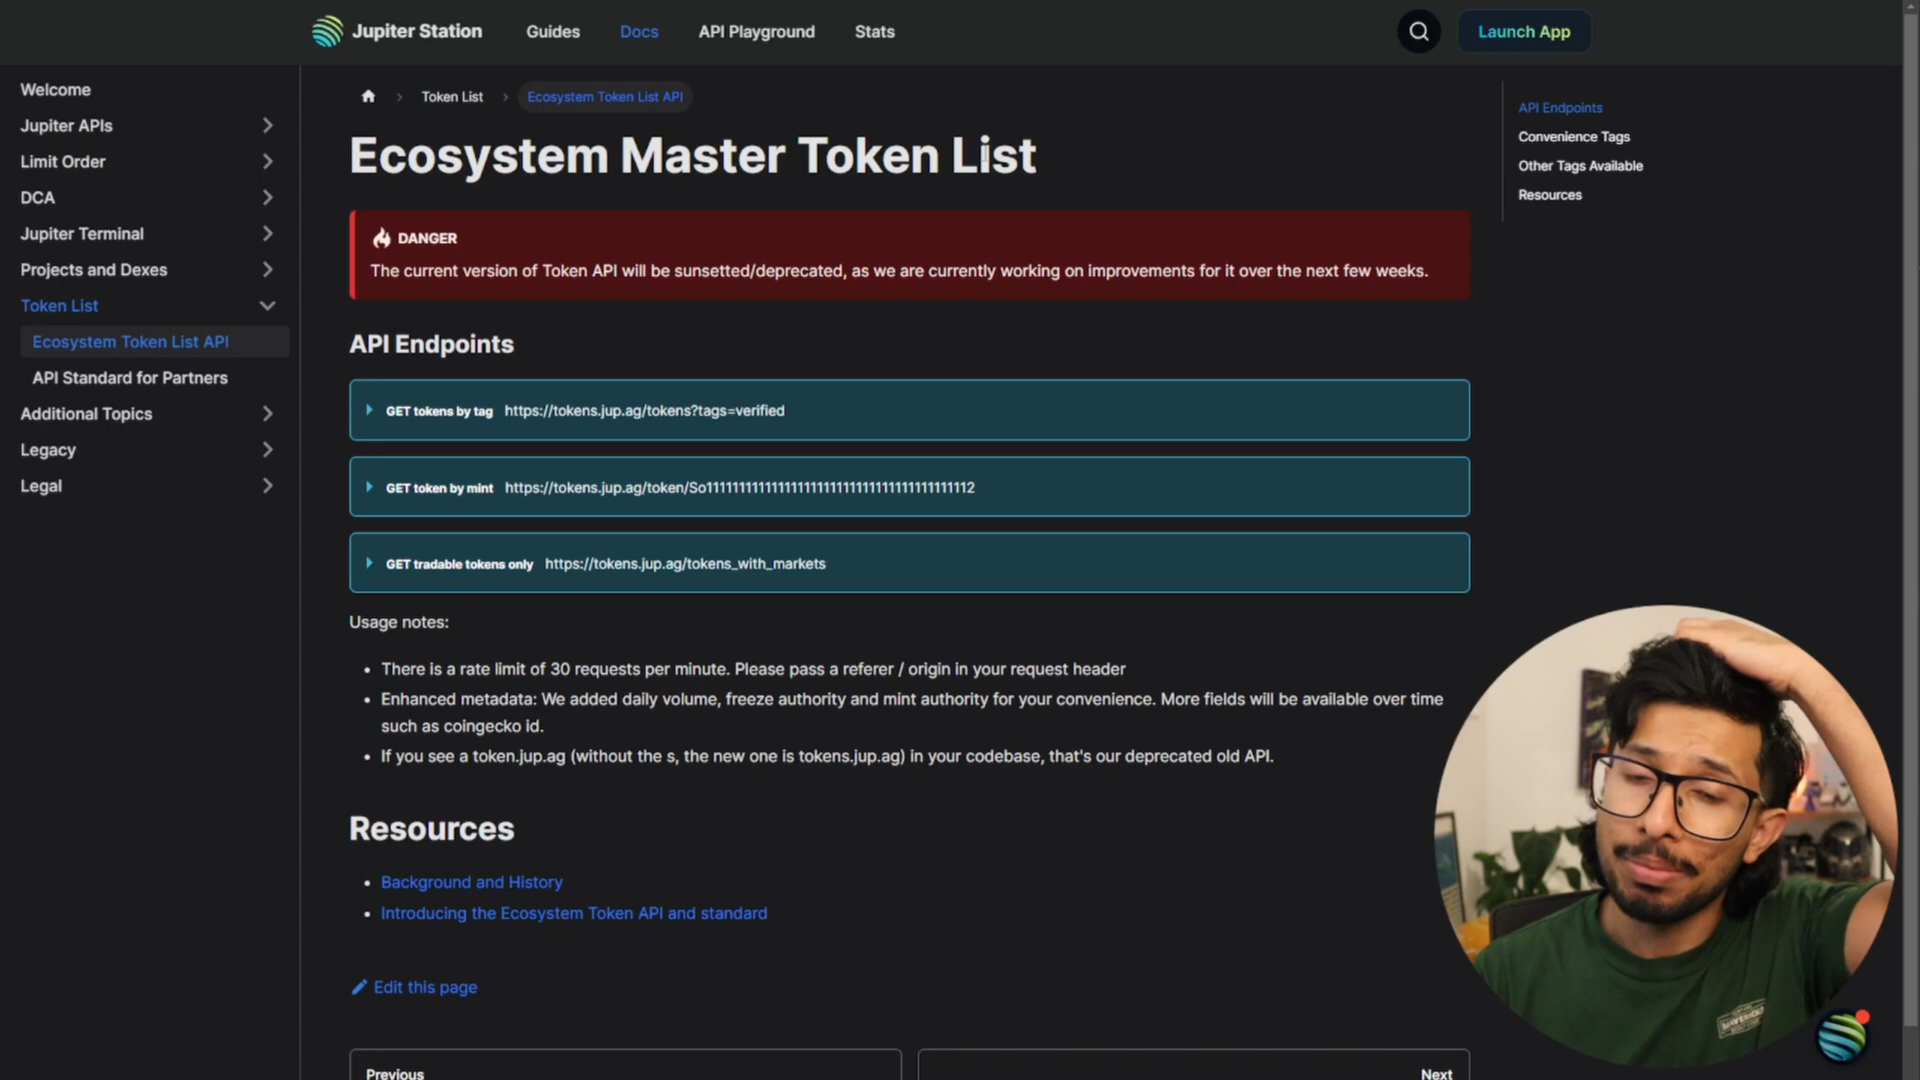 Jupiter Station
Guides
Docs
API Playground
Stats
Launch App
Welcome
Jupiter APIs
Limit Order
DCA
Jupiter Terminal
Projects and Dexes
Token List
Ecosystem Token List API
API Standard for Partners
Additional Topics
Legacy
Legal
Token List
Ecosystem Token List API
Ecosystem Master Token List
DANGER
The current version of Token API will be sunsetted/deprecated, as we are currently working on improvements for it over the next few weeks.
API Endpoints
GET tokens by tag https://tokens.jup.ag/tokens?tags=verified
GET token by mint https://tokens.jup.ag/token/So11111111111111111111111111111111111111112
GET tradable tokens only https://tokens.jup.ag/tokens_with_markets
Usage notes:
There is a rate limit of 30 requests per minute. Please pass a referer / origin in your request header
Enhanced metadata: We added daily volume, freeze authority and mint authority for your convenience. More fields will be available over time
such as coingecko id.
If you see a token.jup.ag (without the s, the new one is tokens.jup.ag) in your codebase, that's our deprecated old API.
Resources
Background and History
Introducing the Ecosystem Token API and standard
Edit this page
Previous
Next
API Endpoints
Convenience Tags
Other Tags Available
Resources